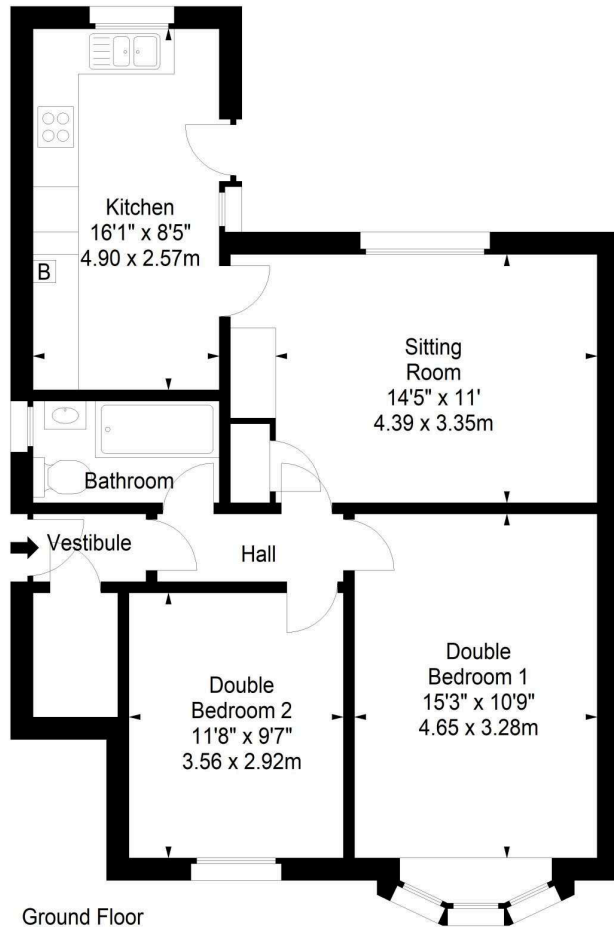 Kitchen
16'1" x 8'5"
4.90 x 2.57m
B
Sitting
Room
14'5" x 11'
4.39 x 3.35m
Bathroom
Vestibule
Hall
Double
Bedroom 1
15'3" x 10'9"
4.65 x 3.28m
Double
Bedroom 2
11'8" x 9'7"
3.56 x 2.92m
Ground Floor